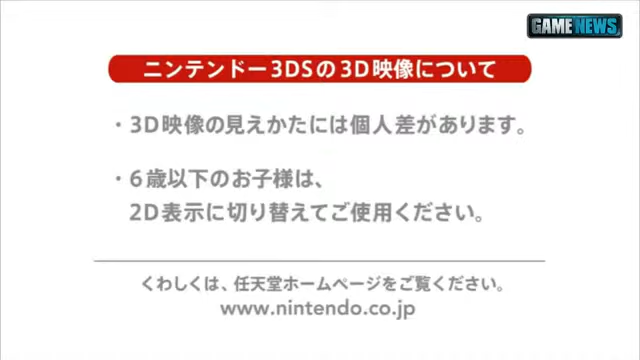 GAME NEWS
ニンテンドー3DSの3D映像について
・3D映像の見えかたには個人差があります。
・6歳以下のお子様は、
2D表示に切り替えてご使用ください。
くわしくは、任天堂ホームページをご覧ください。
www.nintendo.co.jp